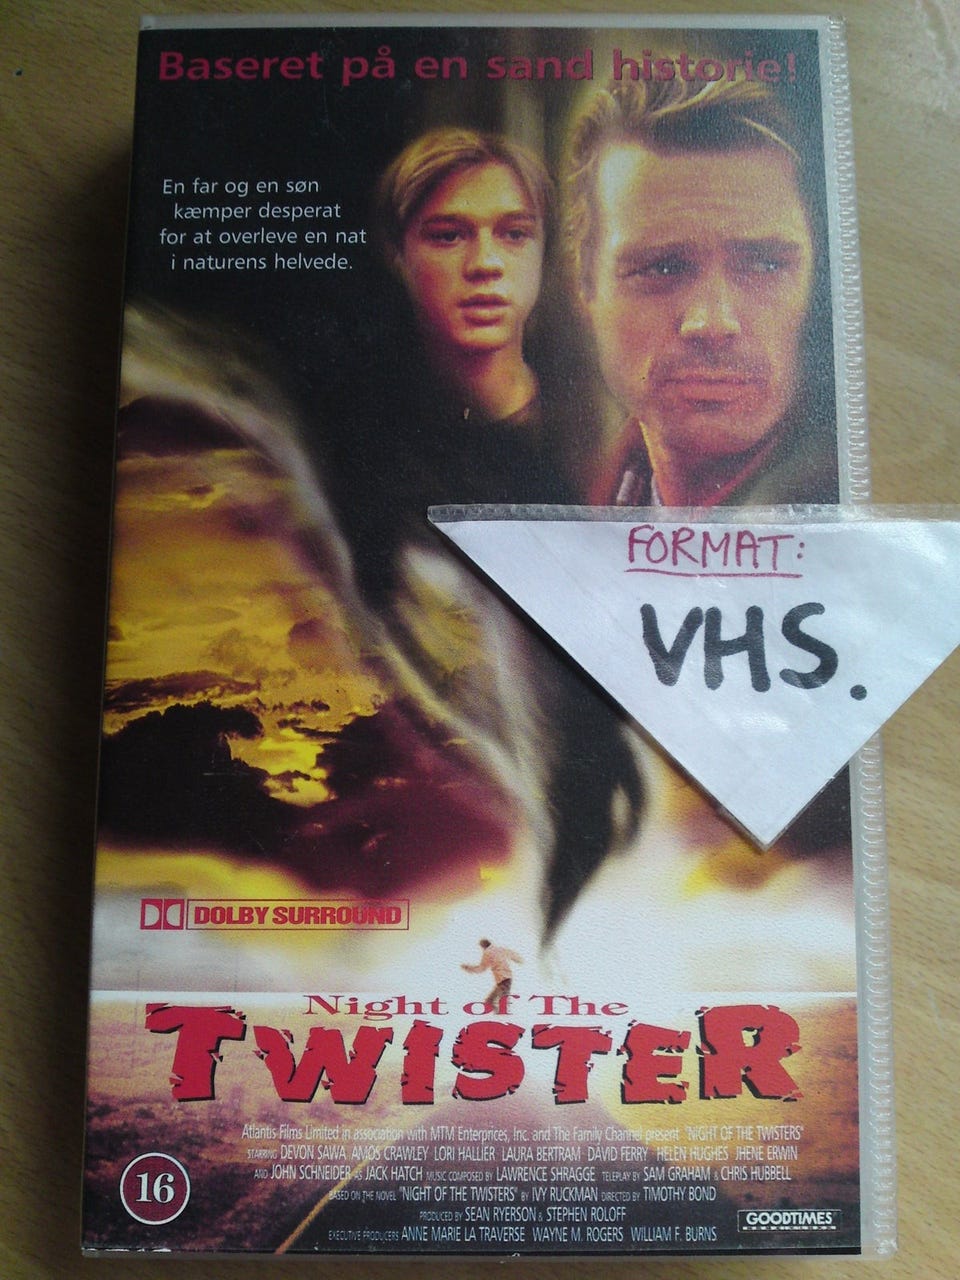 Baseret på en sand historie!
En far og en søn
kæmper desperat
for at overleve en nat
i naturens helvede.
FORMAT:
VHS.
DOLBY SURROUND
Night of The
TWISTER
Atlantis Films Limited in association with MTM Enterprices, Inc. and The Family Channel present "NIGHT OF THE TWISTERS"
STARRING DEVON SAWA AMOS CRAWLEY LORI HALLIER LAURA BERTRAM DAVID FERRY HELEN HUGHES JHENE ERWIN
AND JOHN SCHNEIDER AS JACK HATCH MUSIC COMPOSED BY LAWRENCE SHRAGGE TELEPLAY BY SAM GRAHAM & CHRIS HUBBELL
BASED ON THE NOVEL "NIGHT OF THE TWISTERS" BY IVY RUCKMAN DIRECTED BY TIMOTHY BOND
PRODUCED BY SEAN RYERSON & STEPHEN ROLOFF
EXECUTIVE PRODUCERS ANNE MARIE LA TRAVERSE WAYNE M. ROGERS WILLIAM F. BURNS
16
GOODTIMES